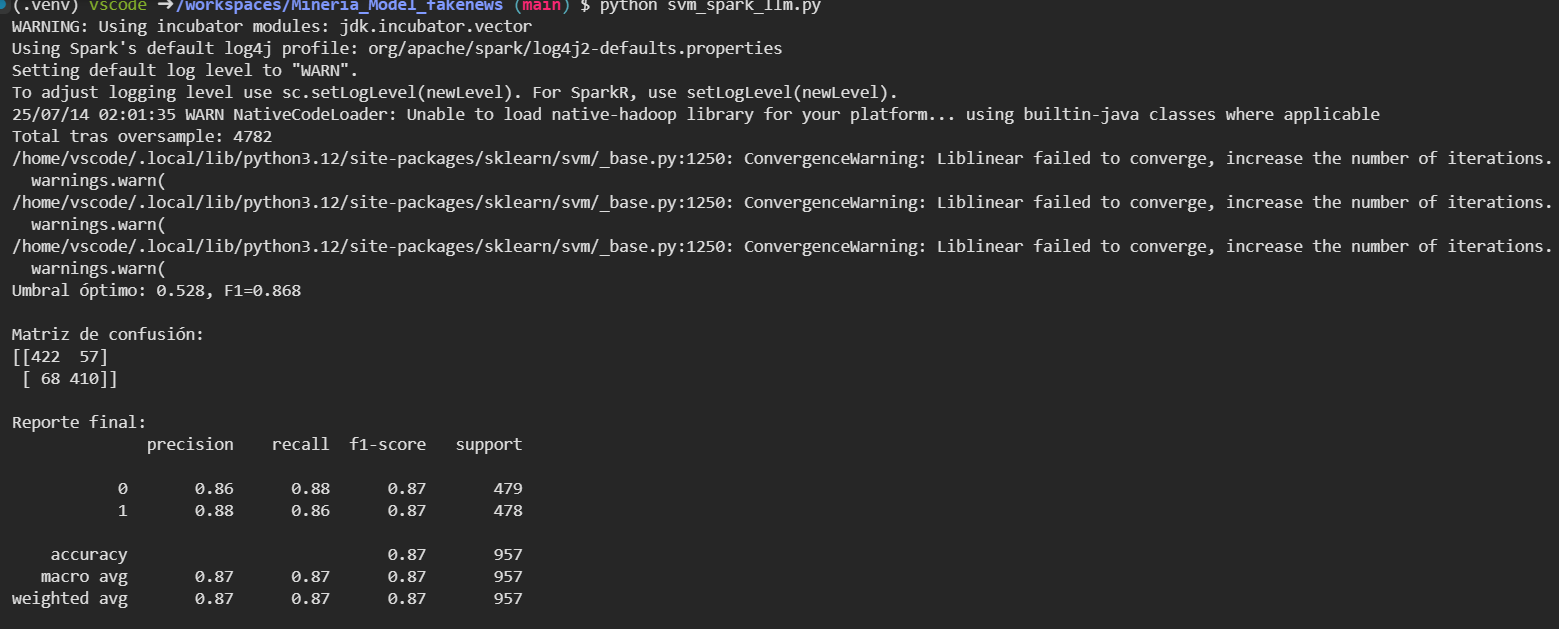 (.venv) vscode ➜ /workspaces/Mineria_Model_fakenews (main) $ python svm_spark_llm.py
WARNING: Using incubator modules: jdk.incubator.vector
Using Spark's default log4j profile: org/apache/spark/log4j2-defaults.properties
Setting default log level to "WARN".
To adjust logging level use sc.setLogLevel(newLevel). For SparkR, use setLogLevel(newLevel).
25/07/14 02:01:35 WARN NativeCodeLoader: Unable to load native-hadoop library for your platform... using builtin-java classes where applicable
Total tras oversample: 4782
/home/vscode/.local/lib/python3.12/site-packages/sklearn/svm/_base.py:1250: ConvergenceWarning: Liblinear failed to converge, increase the number of iterations.
  warnings.warn(
/home/vscode/.local/lib/python3.12/site-packages/sklearn/svm/_base.py:1250: ConvergenceWarning: Liblinear failed to converge, increase the number of iterations.
  warnings.warn(
/home/vscode/.local/lib/python3.12/site-packages/sklearn/svm/_base.py:1250: ConvergenceWarning: Liblinear failed to converge, increase the number of iterations.
  warnings.warn(
Umbral óptimo: 0.528, F1=0.868
Matriz de confusión:
[[422  57]
 [ 68 410]]
Reporte final:
              precision    recall  f1-score   support
           0       0.86      0.88      0.87       479
           1       0.88      0.86      0.87       478
    accuracy                           0.87       957
   macro avg       0.87      0.87      0.87       957
weighted avg       0.87      0.87      0.87       957